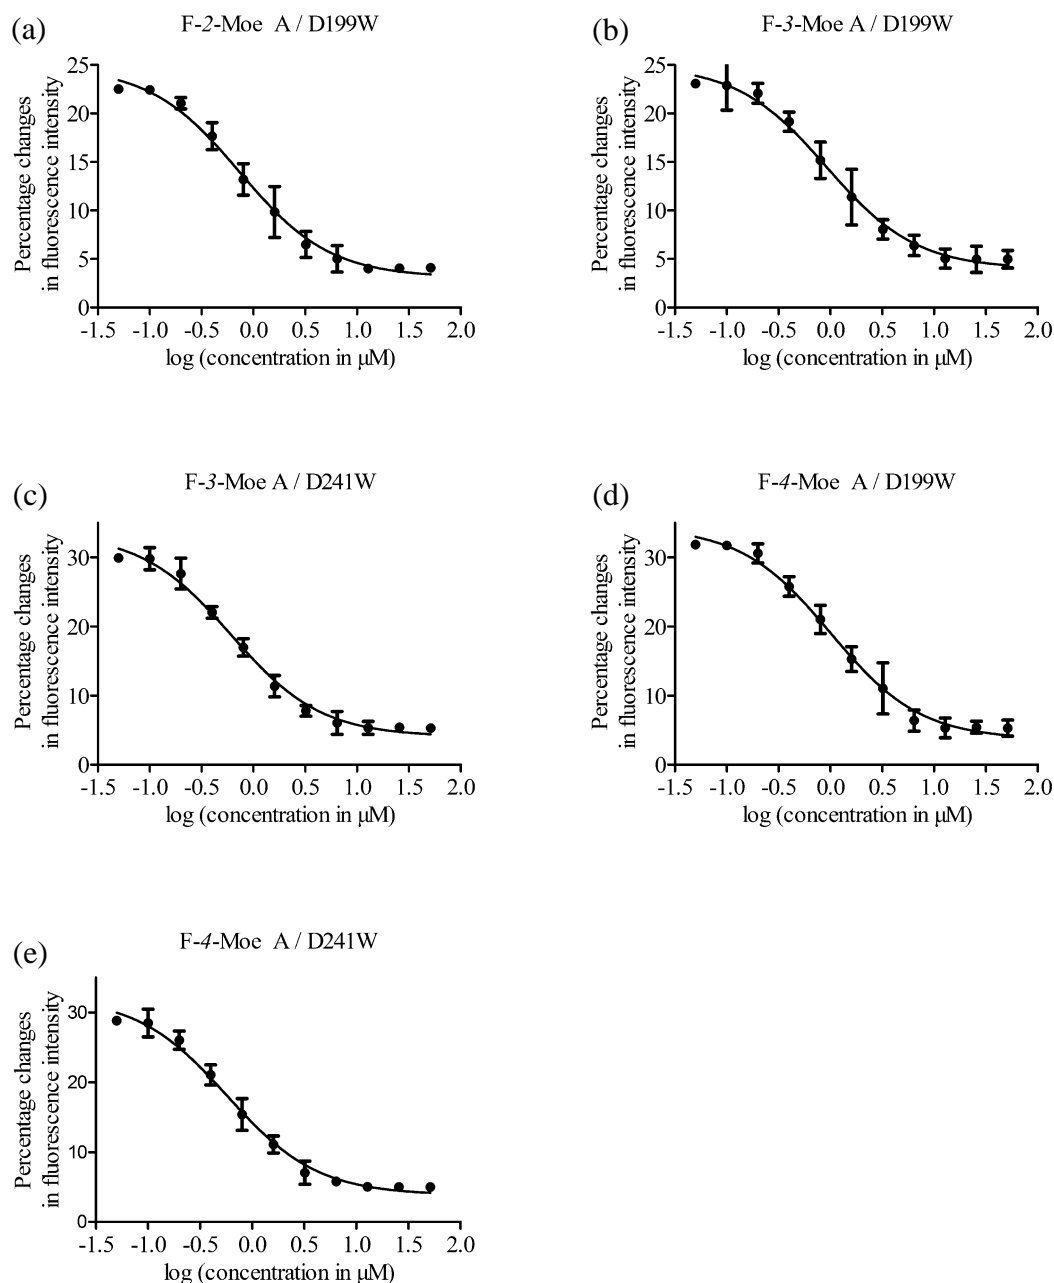 (a)
F-2-Moe A / D199W
Percentage changes
in fluorescence intensity
25
20
15
10
5
0
-1.5 -1.0 -0.5 0.0 0.5 1.0 1.5 2.0
log (concentration in μM)
(b)
F-3-Moe A / D199W
Percentage changes
in fluorescence intensity
25
20
15
10
5
0
-1.5 -1.0 -0.5 0.0 0.5 1.0 1.5 2.0
log (concentration in μM)
(c)
F-3-Moe A / D241W
Percentage changes
in fluorescence intensity
30
20
10
0
-1.5 -1.0 -0.5 0.0 0.5 1.0 1.5 2.0
log (concentration in μM)
(d)
F-4-Moe A / D199W
Percentage changes
in fluorescence intensity
30
20
10
0
-1.5 -1.0 -0.5 0.0 0.5 1.0 1.5 2.0
log (concentration in μM)
(e)
F-4-Moe A / D241W
Percentage changes
in fluorescence intensity
30
20
10
0
-1.5 -1.0 -0.5 0.0 0.5 1.0 1.5 2.0
log (concentration in μM)